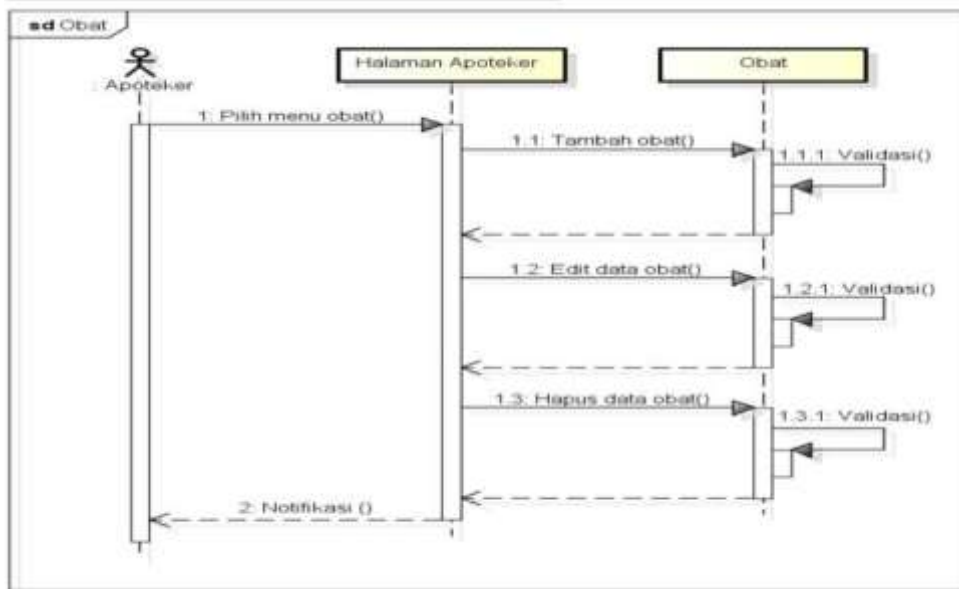 sd Obat
: Apoteker
Halaman Apoteker
Obat
1: Pilih menu obat()
1.1: Tambah obat()
1.1.1: Validasi()
1.2: Edit data obat()
1.2.1: Validasi()
1.3: Hapus data obat()
1.3.1: Validasi()
2: Notifikasi ()